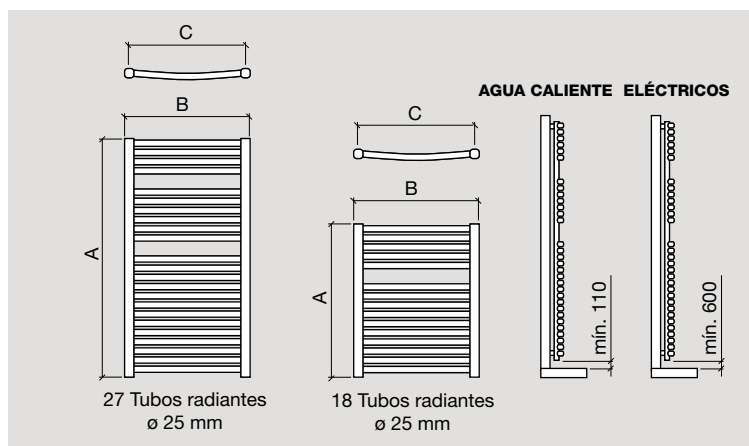 C
B
A
27 Tubos radiantes
ø 25 mm
C
B
A
18 Tubos radiantes
ø 25 mm
AGUA CALIENTE
mín. 110
ELÉCTRICOS
mín. 600